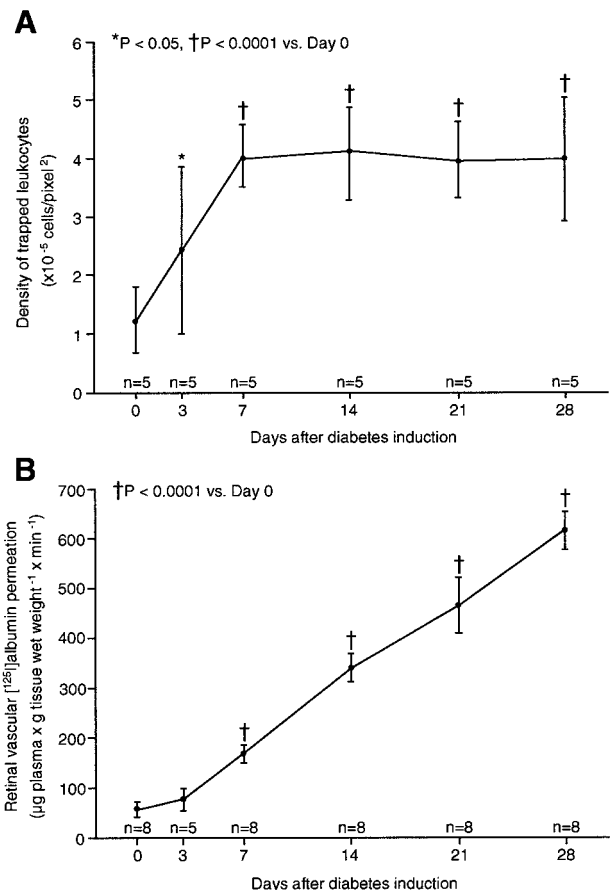 A
*P < 0.05, †P < 0.0001 vs. Day 0
Density of trapped leukocytes
(x10⁻⁵ cells/pixel²)
6
5
4
3
2
1
0
*
†
†
†
†
n=5 n=5 n=5 n=5 n=5 n=5
0 3 7 14 21 28
Days after diabetes induction
B
†P < 0.0001 vs. Day 0
Retinal vascular [¹²⁵I]albumin permeation
(µg plasma x g tissue wet weight⁻¹ x min⁻¹)
700
600
500
400
300
200
100
0
†
†
†
†
n=8 n=5 n=8 n=8 n=8 n=8
0 3 7 14 21 28
Days after diabetes induction